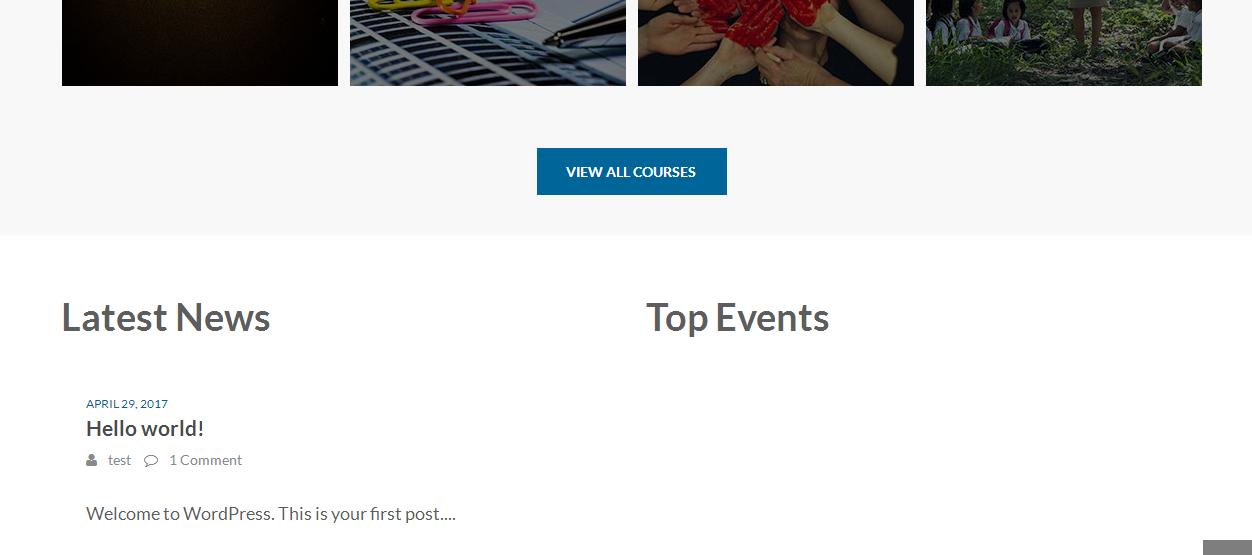 VIEW ALL COURSES
Latest News
Top Events
APRIL 29, 2017
Hello world!
test 1 Comment
Welcome to WordPress. This is your first post....